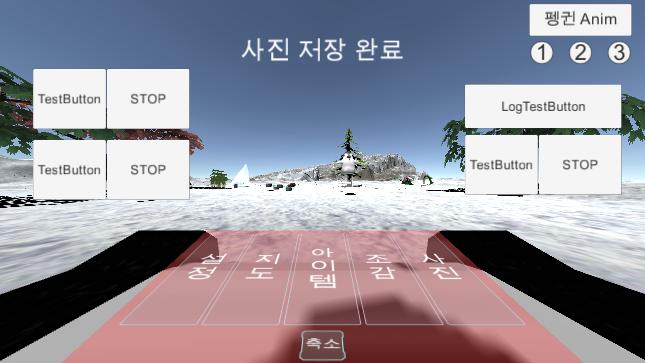 펭귄 Anim
① ② ③
사진 저장 완료
TestButton STOP
LogTestButton
TestButton STOP
TestButton STOP
설정
지도
아이템
조감
사진
축소